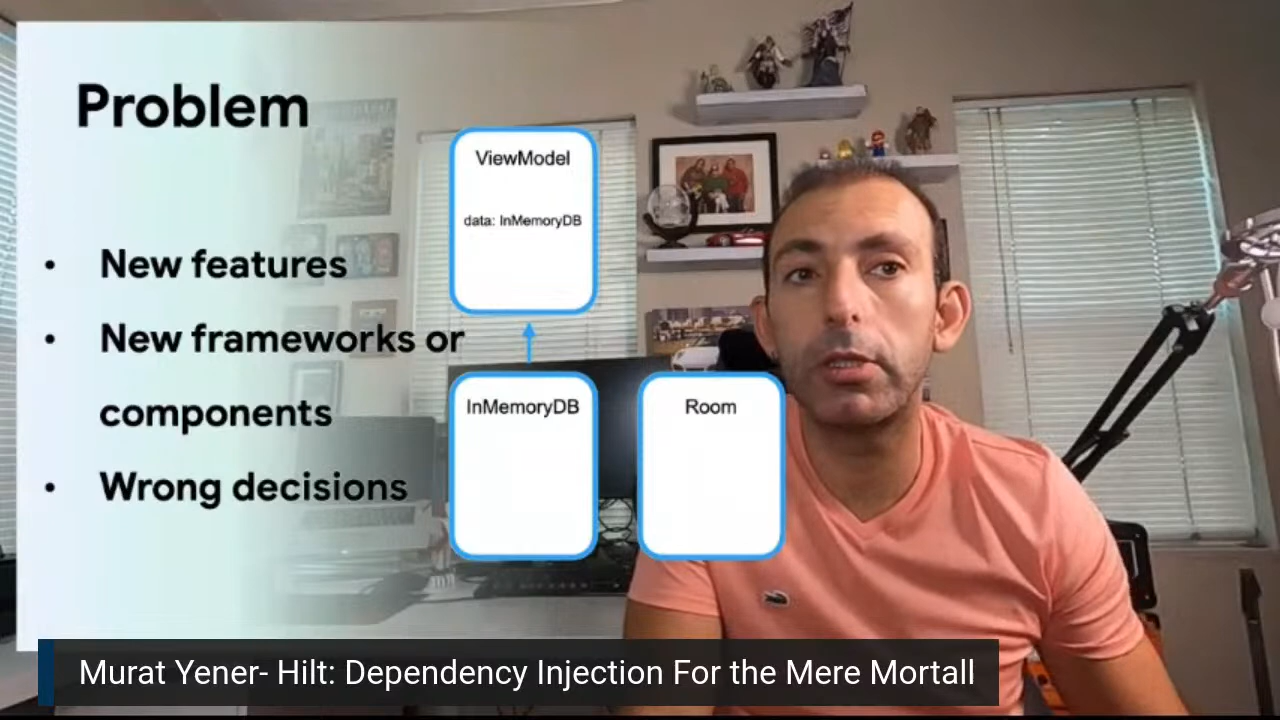 Problem
ViewModel
data: InMemoryDB
New features
New frameworks or
components
Wrong decisions
InMemoryDB
Room
Murat Yener- Hilt: Dependency Injection For the Mere Mortall